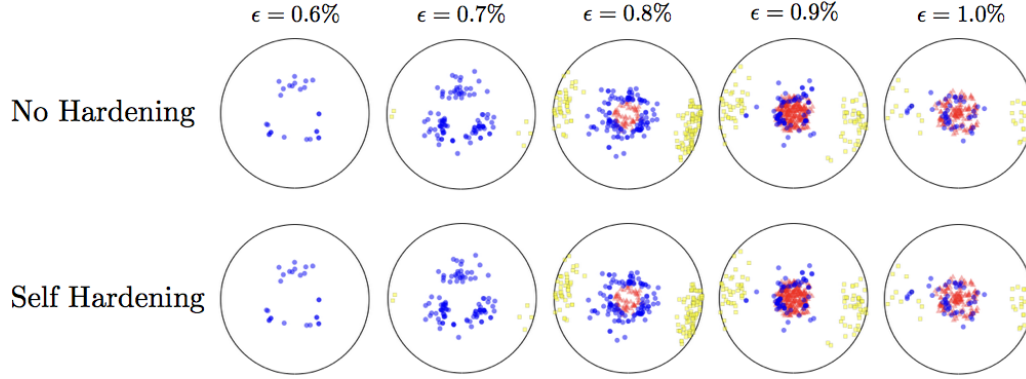 ϵ = 0.6% ϵ = 0.7% ϵ = 0.8% ϵ = 0.9% ϵ = 1.0%
No Hardening
Self Hardening